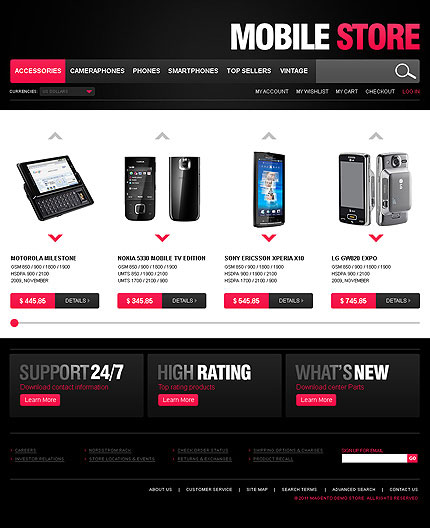 MOBILE STORE
ACCESSORIES CAMERAPHONES PHONES SMARTPHONES TOP SELLERS VINTAGE
CURRENCIES: US DOLLARS MY ACCOUNT MY WISHLIST MY CART CHECKOUT LOG IN
MOTOROLA MILESTONE
GSM 850 / 900 / 1800 / 1900
HSDPA 900 / 2100
2009, NOVEMBER
$ 445.85 DETAILS >
NOKIA 5330 MOBILE TV EDITION
GSM 850 / 900 / 1800 / 1900
UMTS 850 / 1900 / 2100
UMTS 1700 / 2100 / 900
$ 345.85 DETAILS >
SONY ERICSSON XPERIA X10
GSM 850 / 900 / 1800 / 1900
HSDPA 900 / 1700 / 2100
$ 545.85 DETAILS >
LG GW820 EXPO
GSM 850 / 900 / 1800 / 1900
HSDPA 850 / 1900 / 2100
2009, NOVEMBER
$ 745.85 DETAILS >
SUPPORT 24/7
Download contact information
Learn More
HIGH RATING
Top rating products
Learn More
WHAT'S NEW
Download center Parts
Learn More
CAREERS NORDSTROM RACK CHECK ORDER STATUS SHIPPING OPTIONS & CHARGES SIGN UP FOR EMAIL
INVESTOR RELATIONS STORE LOCATIONS & EVENTS RETURNS & EXCHANGES PRODUCT RECALL GO
ABOUT US | CUSTOMER SERVICE | SITE MAP | SEARCH TERMS | ADVANCED SEARCH | CONTACT US
© 2011 MAGENTO DEMO STORE. ALL RIGHTS RESERVED.